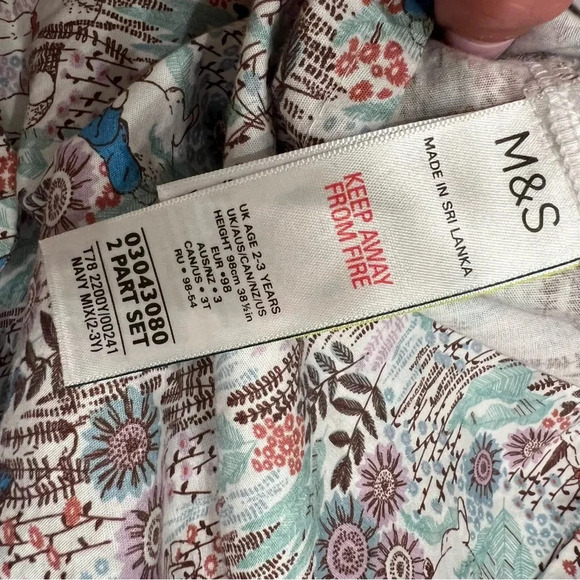 M&S
MADE IN SRI LANKA
KEEP AWAY
FROM FIRE
UK AGE 2-3 YEARS
UK/AUS/CAN/NZ/US
HEIGHT 98cm 38½in
EUR •98
AUS/NZ • 3
CAN/US • 3T
RU • 98-54
03043080
2 PART SET
T78 2200Y/00241
NAVY MIX(2-3Y)